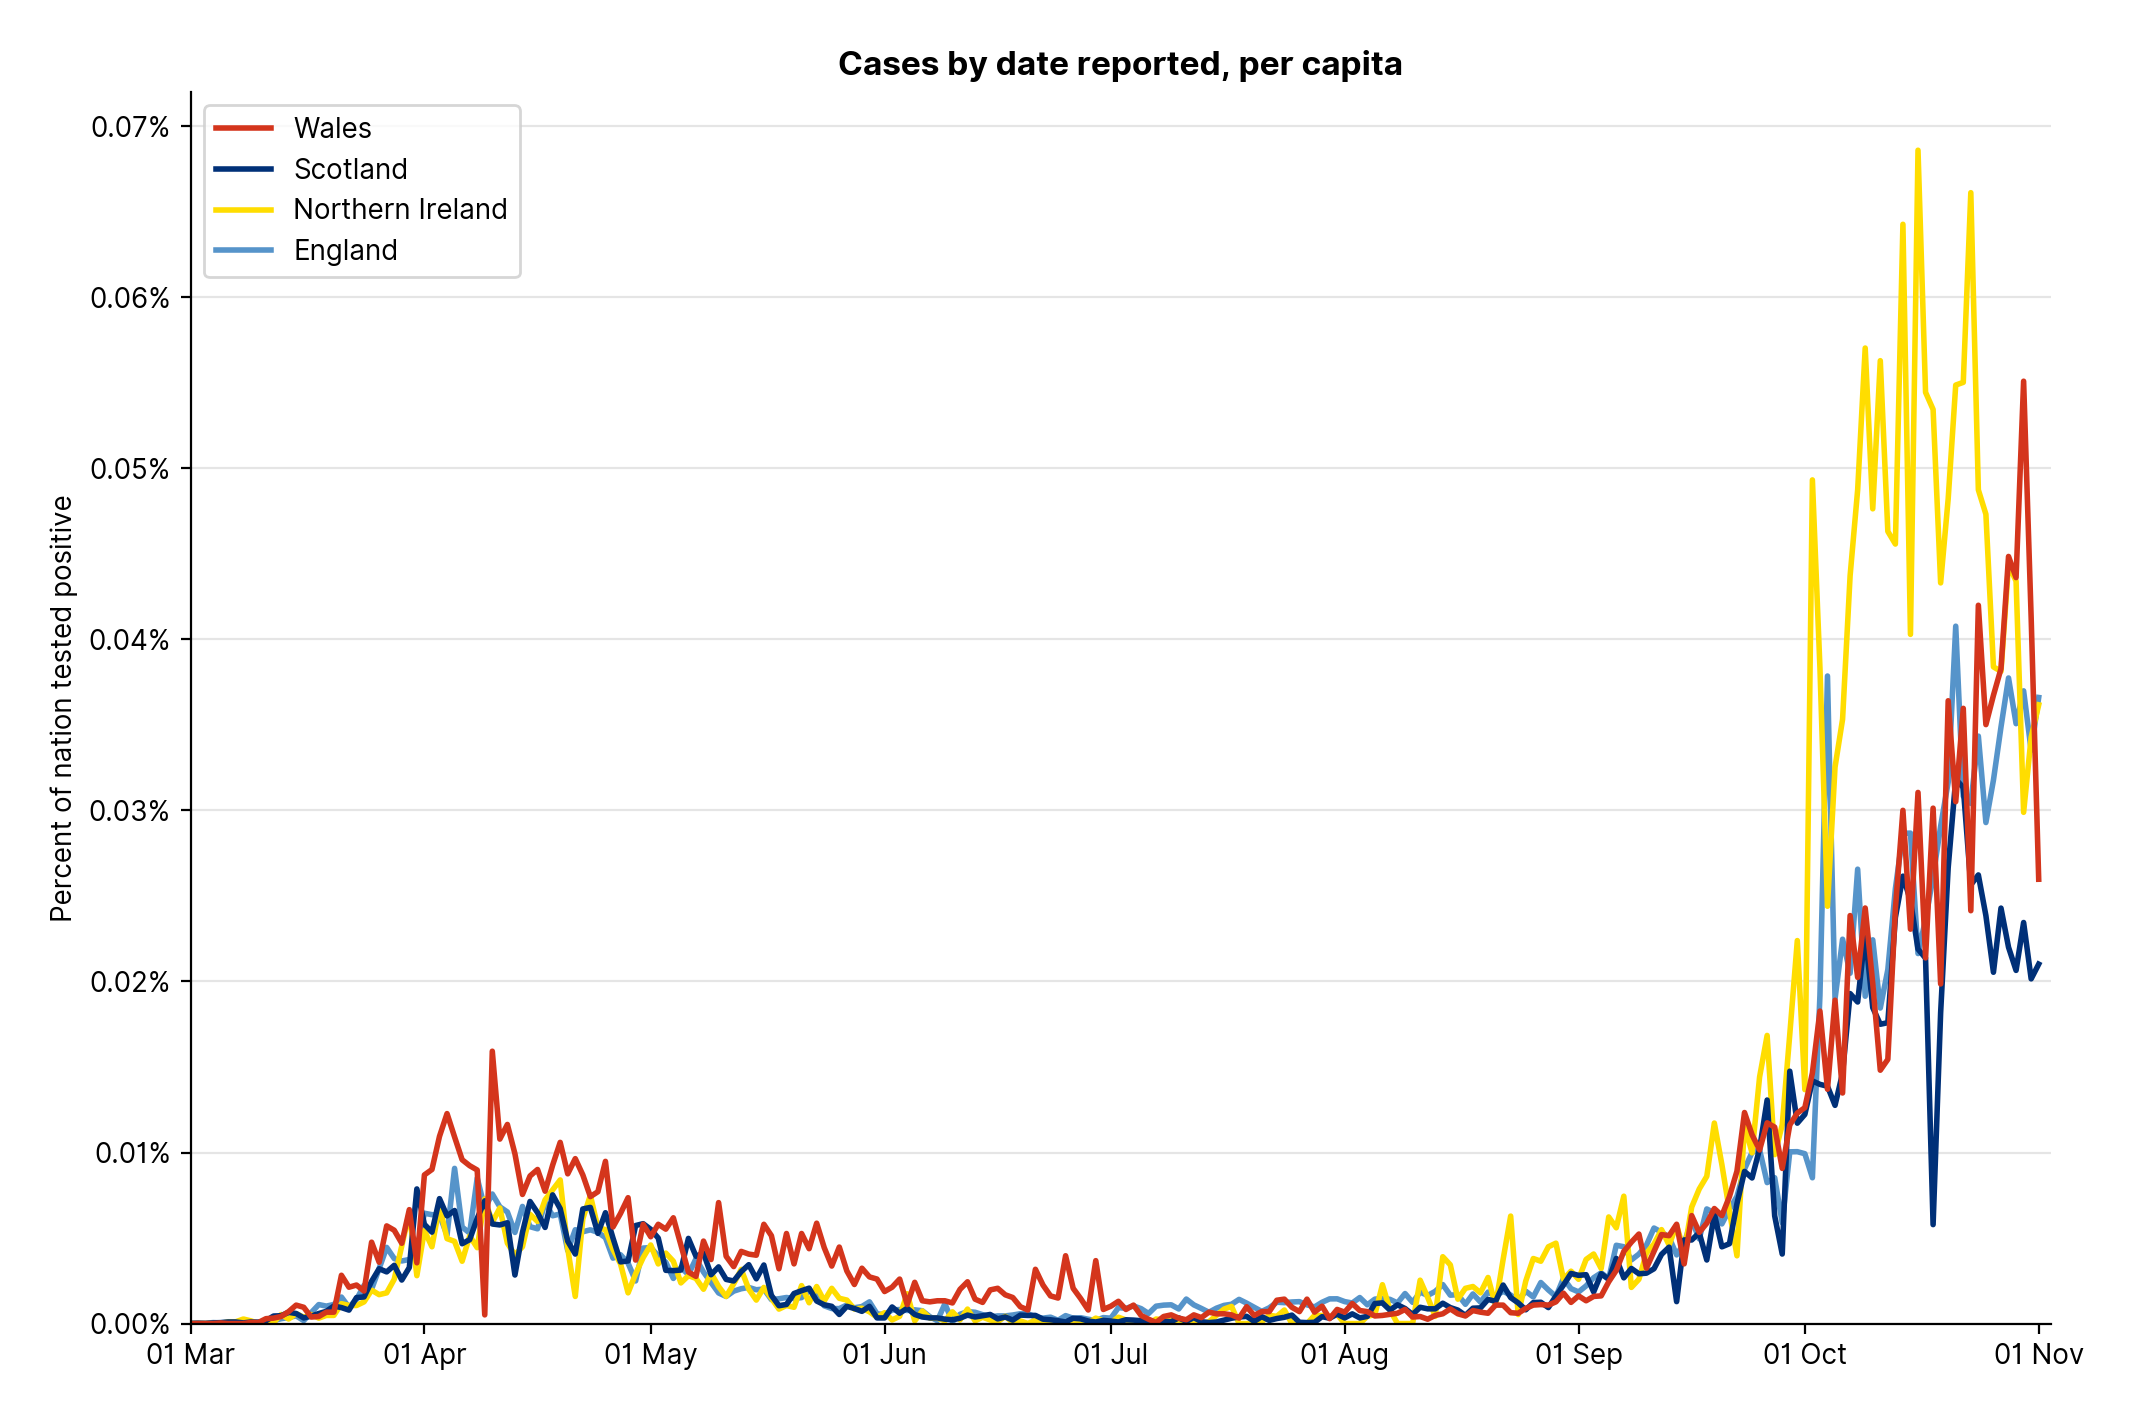 Cases by date reported, per capita
Wales
Scotland
Northern Ireland
England
Percent of nation tested positive
0.07%
0.06%
0.05%
0.04%
0.03%
0.02%
0.01%
0.00%
01 Mar
01 Apr
01 May
01 Jun
01 Jul
01 Aug
01 Sep
01 Oct
01 Nov